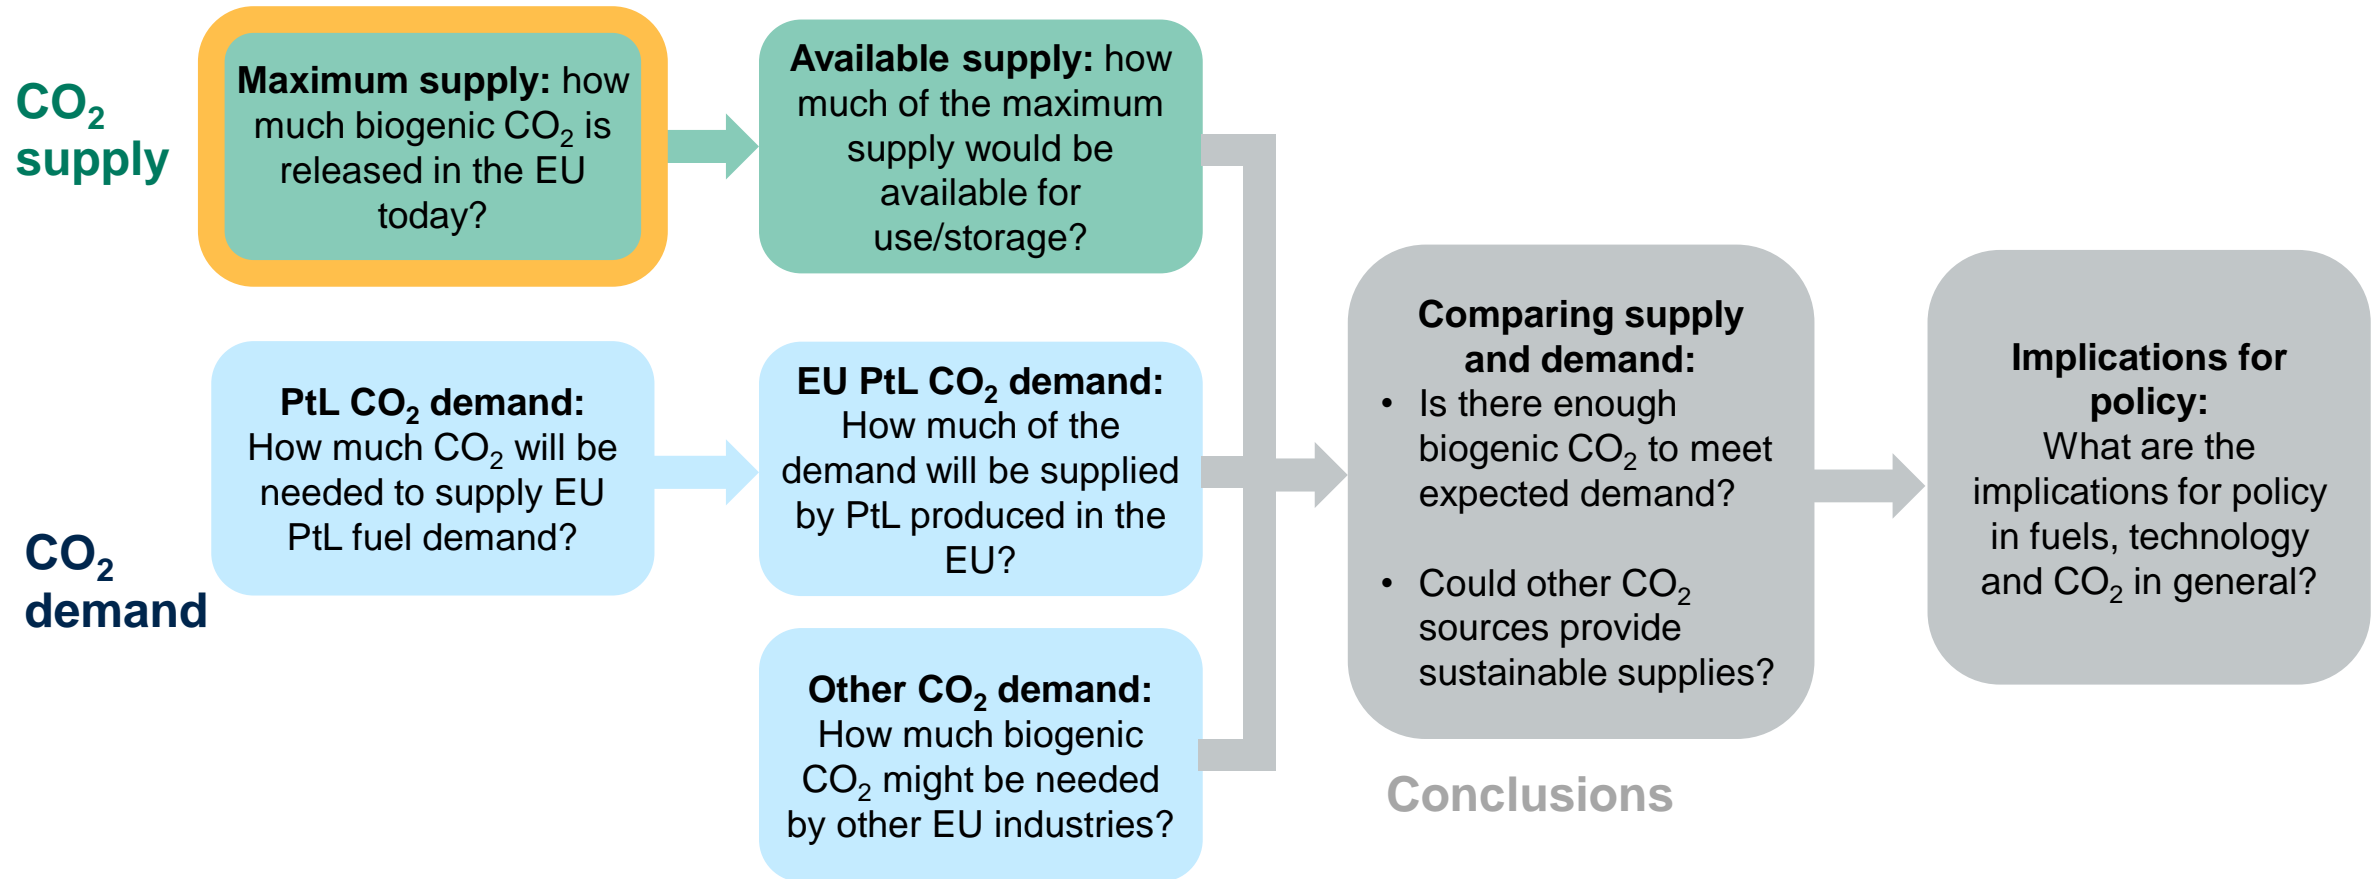 CO₂
supply
Maximum supply: how
much biogenic CO₂ is
released in the EU
today?
Available supply: how
much of the maximum
supply would be
available for
use/storage?
CO₂
demand
PtL CO₂ demand:
How much CO₂ will be
needed to supply EU
PtL fuel demand?
EU PtL CO₂ demand:
How much of the
demand will be supplied
by PtL produced in the
EU?
Other CO₂ demand:
How much biogenic
CO₂ might be needed
by other EU industries?
Comparing supply
and demand:
• Is there enough
biogenic CO₂ to meet
expected demand?
• Could other CO₂
sources provide
sustainable supplies?
Conclusions
Implications for
policy:
What are the
implications for policy
in fuels, technology
and CO₂ in general?